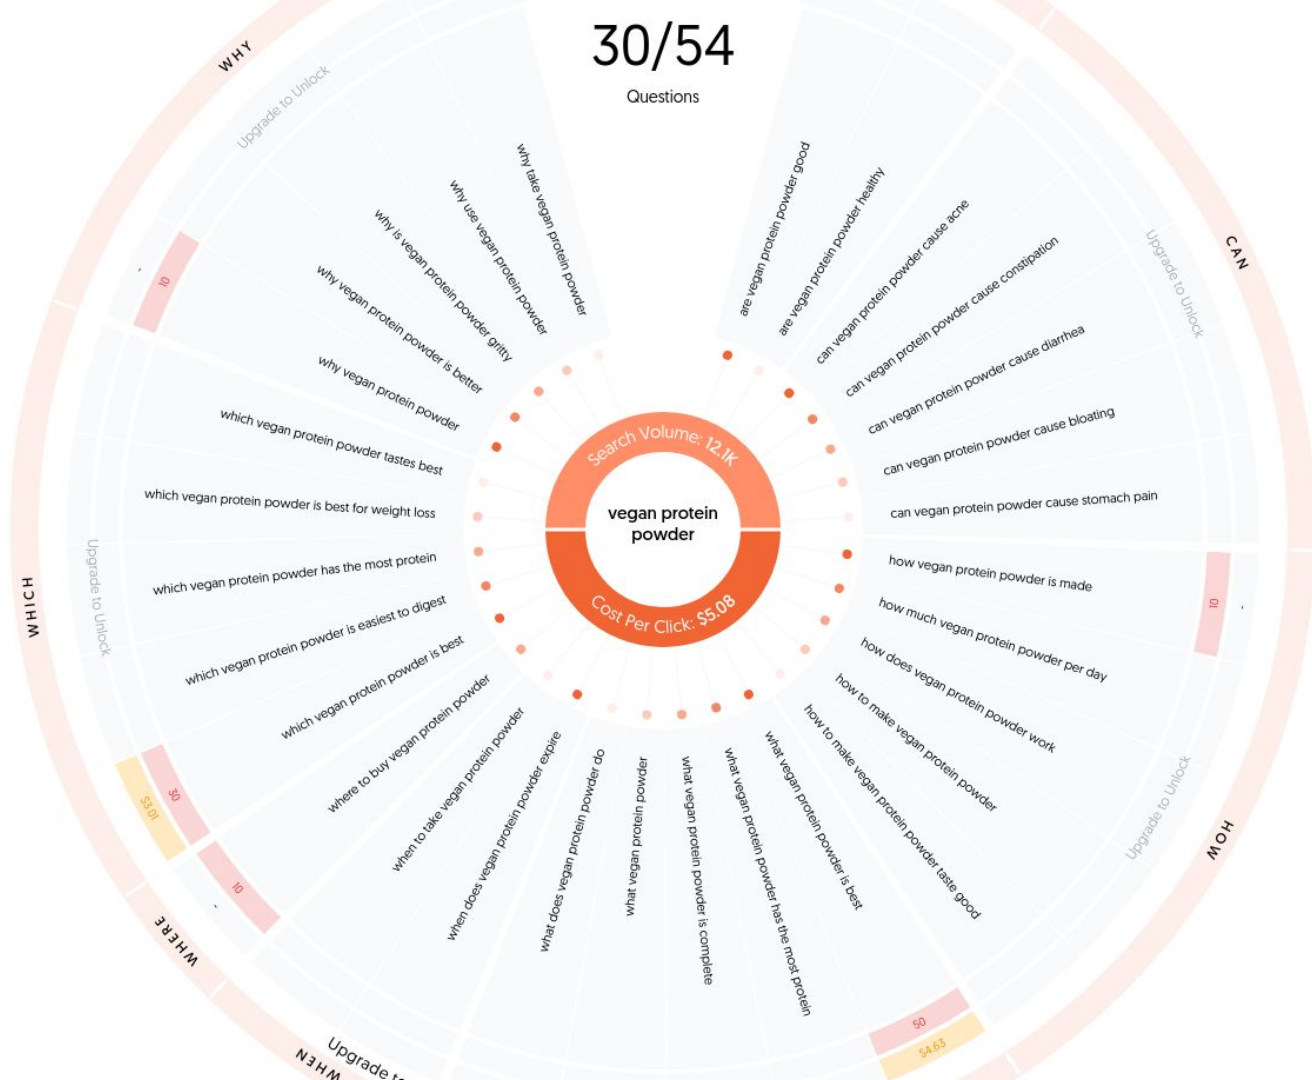 30/54
Questions
WHY
Upgrade to Unlock
why take vegan protein powder
why use vegan protein powder
why is vegan protein powder gritty
why vegan protein powder is better
why vegan protein powder
10
-
are vegan protein powder good
are vegan protein powder healthy
CAN
Upgrade to Unlock
can vegan protein powder cause acne
can vegan protein powder cause constipation
can vegan protein powder cause diarrhea
can vegan protein powder cause bloating
can vegan protein powder cause stomach pain
Search Volume: 12.1K
vegan protein
powder
Cost Per Click: $5.08
HOW
how vegan protein powder is made
10
-
how much vegan protein powder per day
how does vegan protein powder work
how to make vegan protein powder
how to make vegan protein powder taste good
Upgrade to Unlock
what vegan protein powder is best
50
$4.63
what vegan protein powder has the most protein
what vegan protein powder is complete
what vegan protein powder
what does vegan protein powder do
WHEN
when does vegan protein powder expire
when to take vegan protein powder
Upgrade to
WHERE
where to buy vegan protein powder
10
-
WHICH
Upgrade to Unlock
which vegan protein powder tastes best
which vegan protein powder is best for weight loss
which vegan protein powder has the most protein
which vegan protein powder is easiest to digest
which vegan protein powder is best
30
$3.01